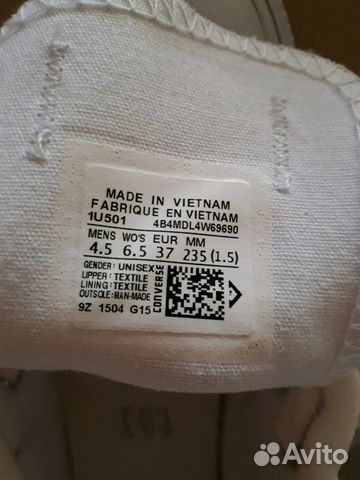 MADE IN VIETNAM
FABRIQUE EN VIETNAM
1U501 4B4MDL4W69690
MENS WO'S EUR MM
4.5 6.5 37 235 (1.5)
GENDER: UNISEX
UPPER: TEXTILE
LINING: TEXTILE
OUTSOLE: MAN-MADE
CONVERSE
9Z 1504 G15
Avito